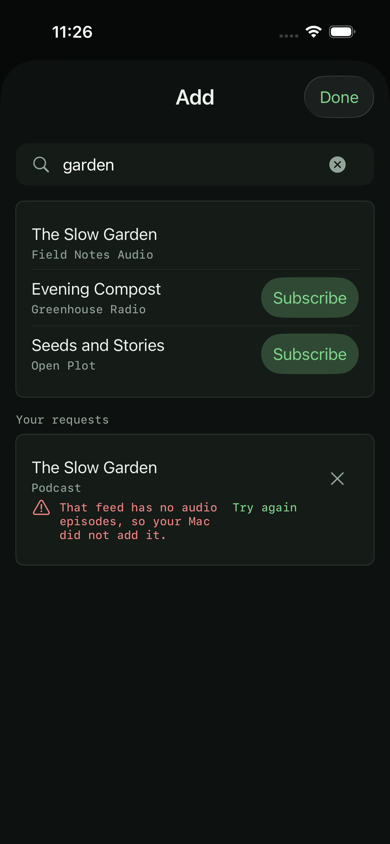 11:26
Add
Done
garden
The Slow Garden
Field Notes Audio
Evening Compost
Greenhouse Radio
Subscribe
Seeds and Stories
Open Plot
Subscribe
Your requests
The Slow Garden
Podcast
That feed has no audio
episodes, so your Mac
did not add it.
Try again